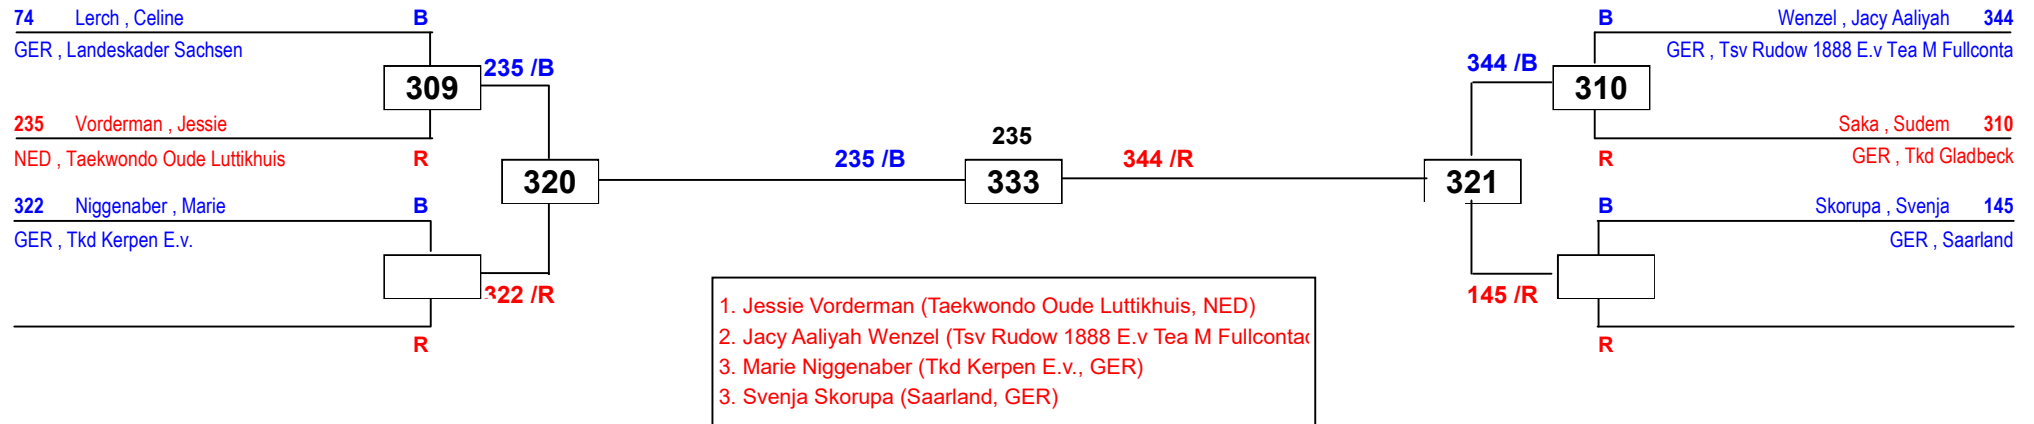 74 Lerch , Celine B
GER , Landeskader Sachsen
309
235 /B
235 Vorderman , Jessie
NED , Taekwondo Oude Luttikhuis R
320
322 Niggenaber , Marie B
GER , Tkd Kerpen E.v.
322 /R
R
235 /B
235
333
344 /R
B Wenzel , Jacy Aaliyah 344
GER , Tsv Rudow 1888 E.v Tea M Fullconta
344 /B
310
Saka , Sudem 310
R GER , Tkd Gladbeck
321
B Skorupa , Svenja 145
GER , Saarland
145 /R
R
1. Jessie Vorderman (Taekwondo Oude Luttikhuis, NED)
2. Jacy Aaliyah Wenzel (Tsv Rudow 1888 E.v Tea M Fullcontac
3. Marie Niggenaber (Tkd Kerpen E.v., GER)
3. Svenja Skorupa (Saarland, GER)